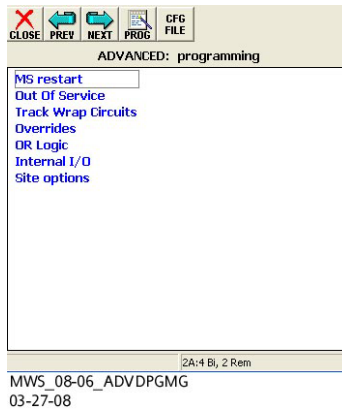 CLOSE PREV NEXT PROG CFG FILE
ADVANCED: programming
MS restart
Out Of Service
Track Wrap Circuits
Overrides
OR Logic
Internal I/O
Site options
2A:4 Bi, 2 Rem
MWS_08-06_ADVDPGMG
03-27-08